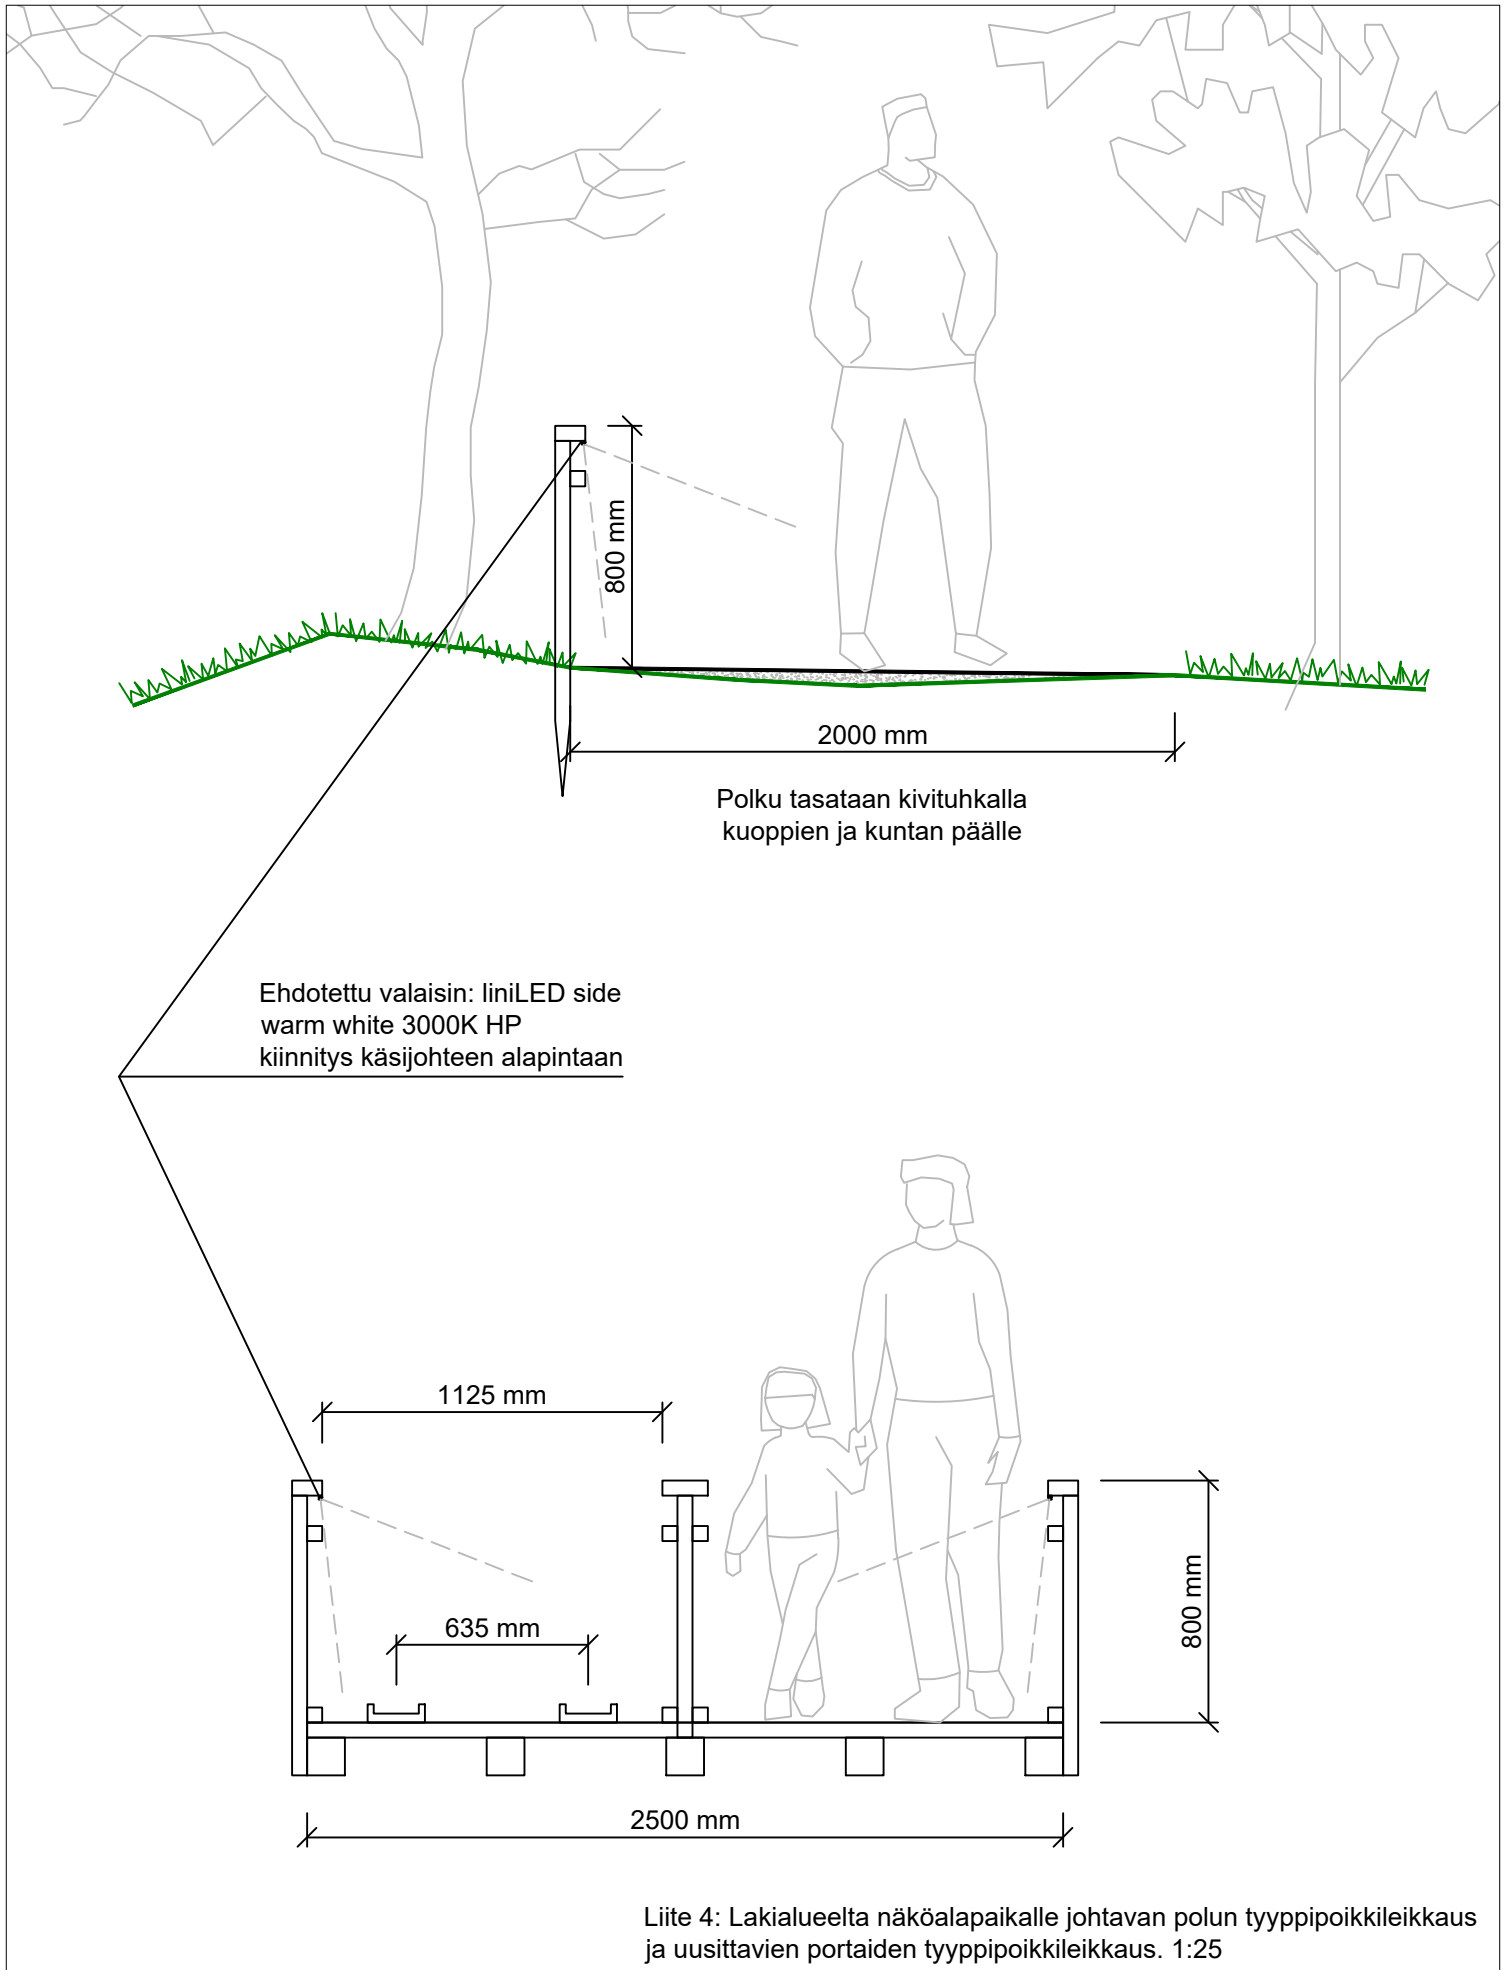 800 mm
2000 mm
Polku tasataan kivituhkalla
kuoppien ja kuntan päälle
Ehdotettu valaisin: liniLED side
warm white 3000K HP
kiinnitys käsijohteen alapintaan
1125 mm
635 mm
800 mm
2500 mm
Liite 4: Lakialueelta näköalapaikalle johtavan polun tyyppipoikkileikkaus
ja uusittavien portaiden tyyppipoikkileikkaus. 1:25